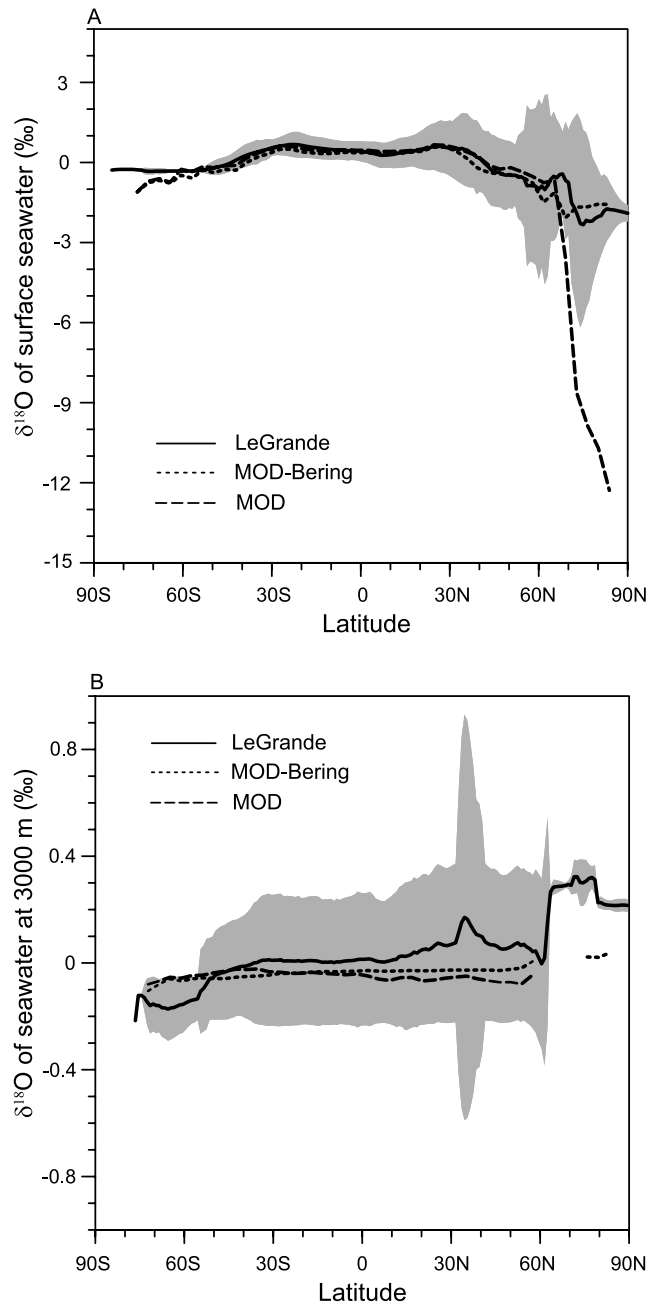 A
3
0
-3
-6
-9
-12
-15
δ¹⁸O of surface seawater (‰)
LeGrande
MOD-Bering
MOD
90S 60S 30S 0 30N 60N 90N
Latitude
B
0.8
0.4
0
-0.4
-0.8
δ¹⁸O of seawater at 3000 m (‰)
LeGrande
MOD-Bering
MOD
90S 60S 30S 0 30N 60N 90N
Latitude